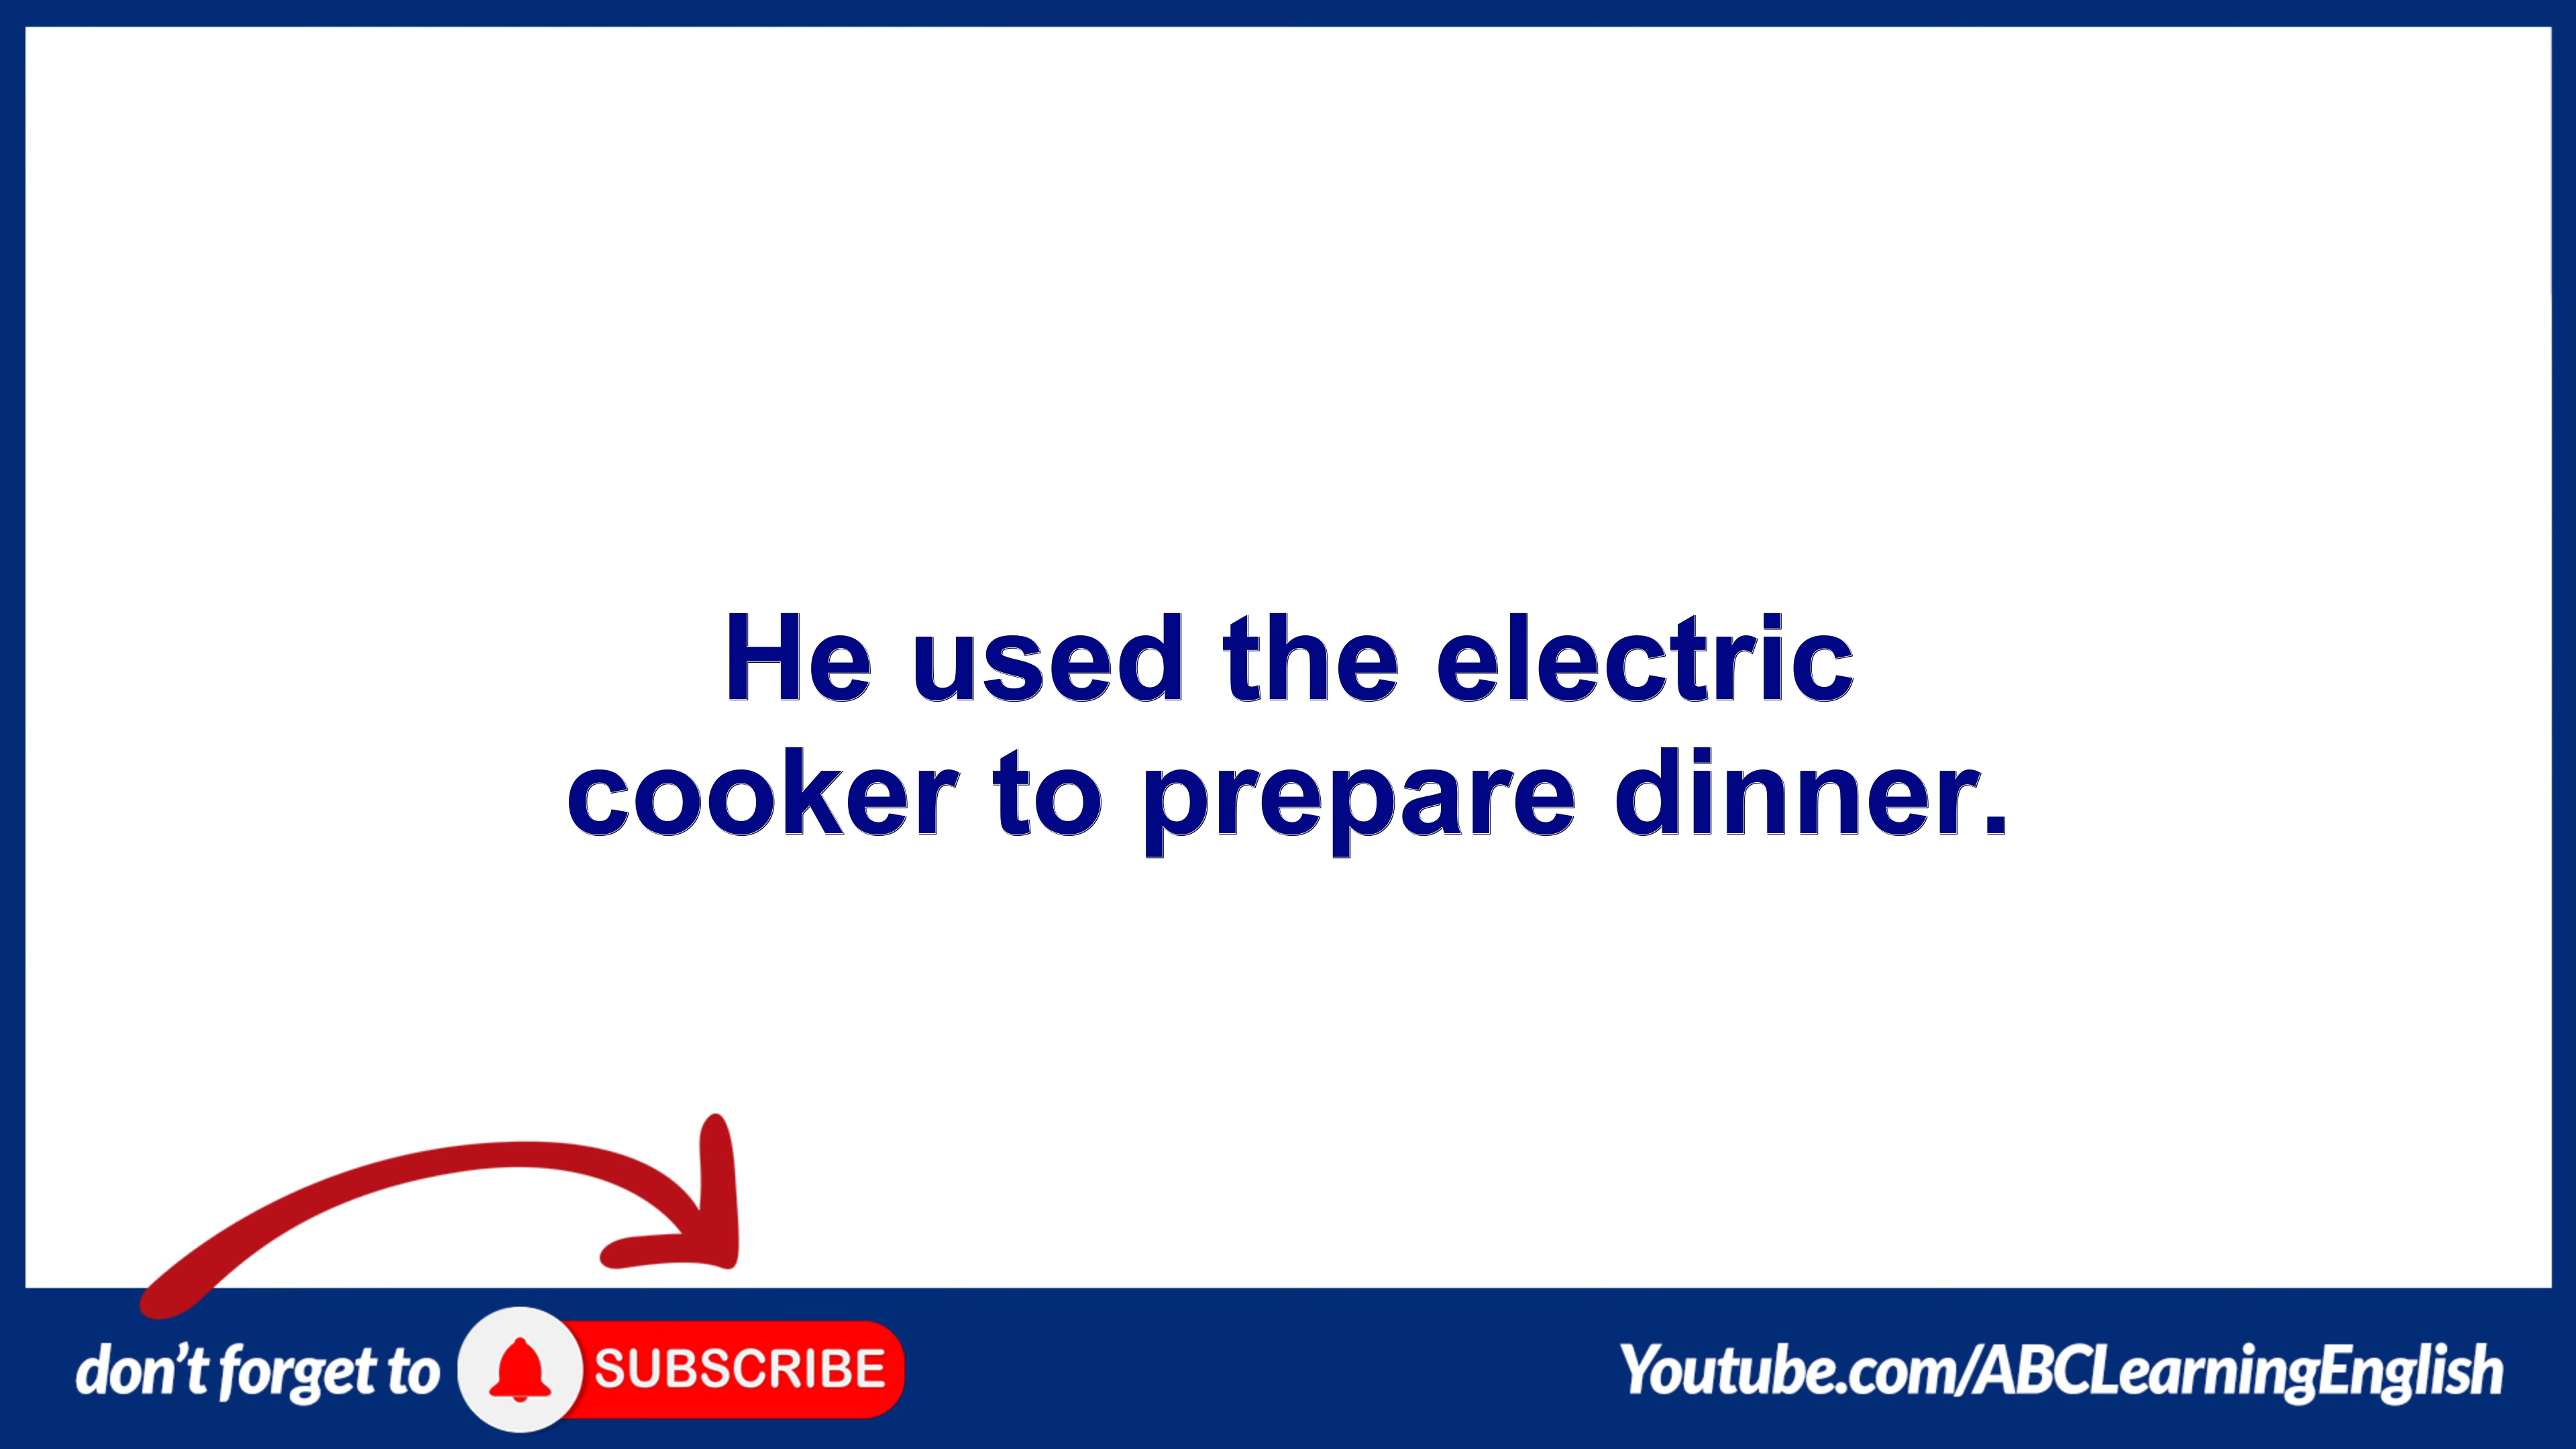 He used the electric
cooker to prepare dinner.
don't forget to SUBSCRIBE
Youtube.com/ABCLearningEnglish